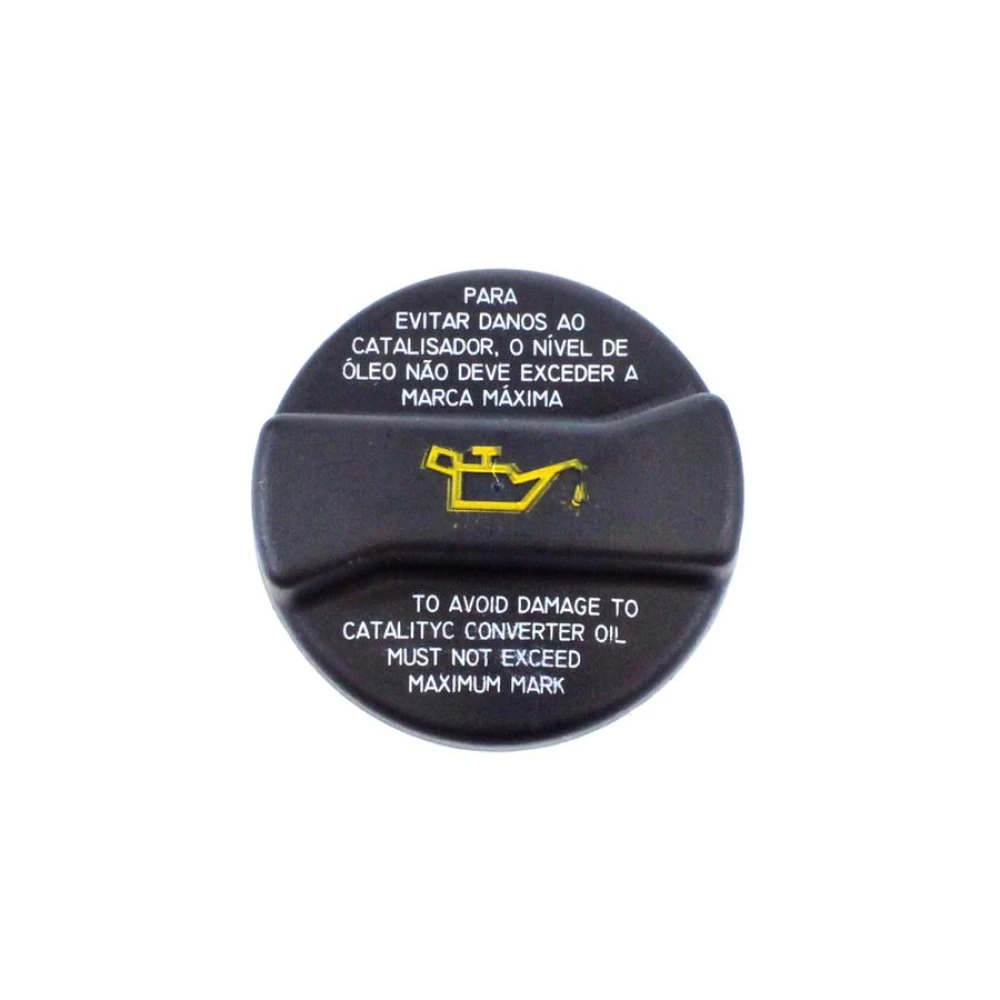 PARA
EVITAR DANOS AO
CATALISADOR, O NÍVEL DE
ÓLEO NÃO DEVE EXCEDER A
MARCA MÁXIMA
TO AVOID DAMAGE TO
CATALITYC CONVERTER OIL
MUST NOT EXCEED
MAXIMUM MARK